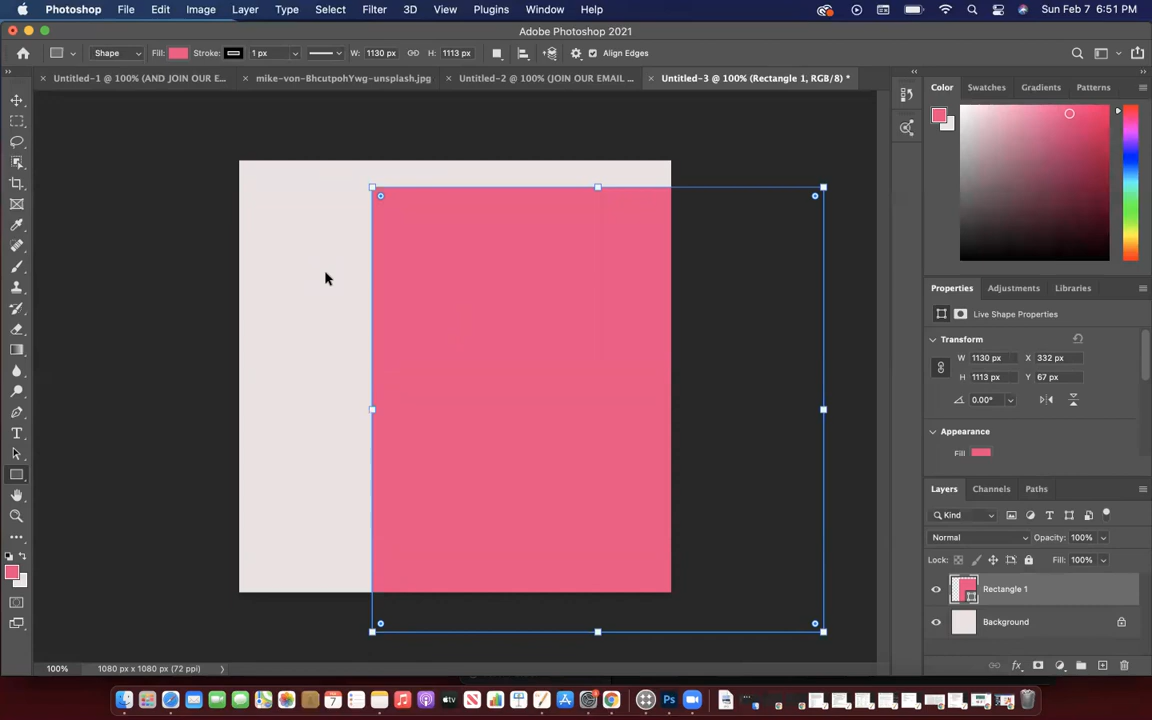 Photoshop File Edit Image Layer Type Select Filter 3D View Plugins Window Help Sun Feb 7 6:51 PM
Adobe Photoshop 2021
Shape Fill: Stroke: 1 px W: 1130 px H: 1113 px Align Edges
Untitled-1 @ 100% (AND JOIN OUR E... mike-von-8hcutpohYwg-unsplash.jpg Untitled-2 @ 100% (JOIN OUR EMAIL ... Untitled-3 @ 100% (Rectangle 1, RGB/8) *
Color Swatches Gradients Patterns
Properties Adjustments Libraries
Live Shape Properties
Transform
W 1130 px X 332 px
H 1113 px Y 67 px
0.00°
Appearance
Fill
Layers Channels Paths
Kind
Normal Opacity: 100%
Lock: Fill: 100%
Rectangle 1
Background
100% 1080 px x 1080 px (72 ppi)